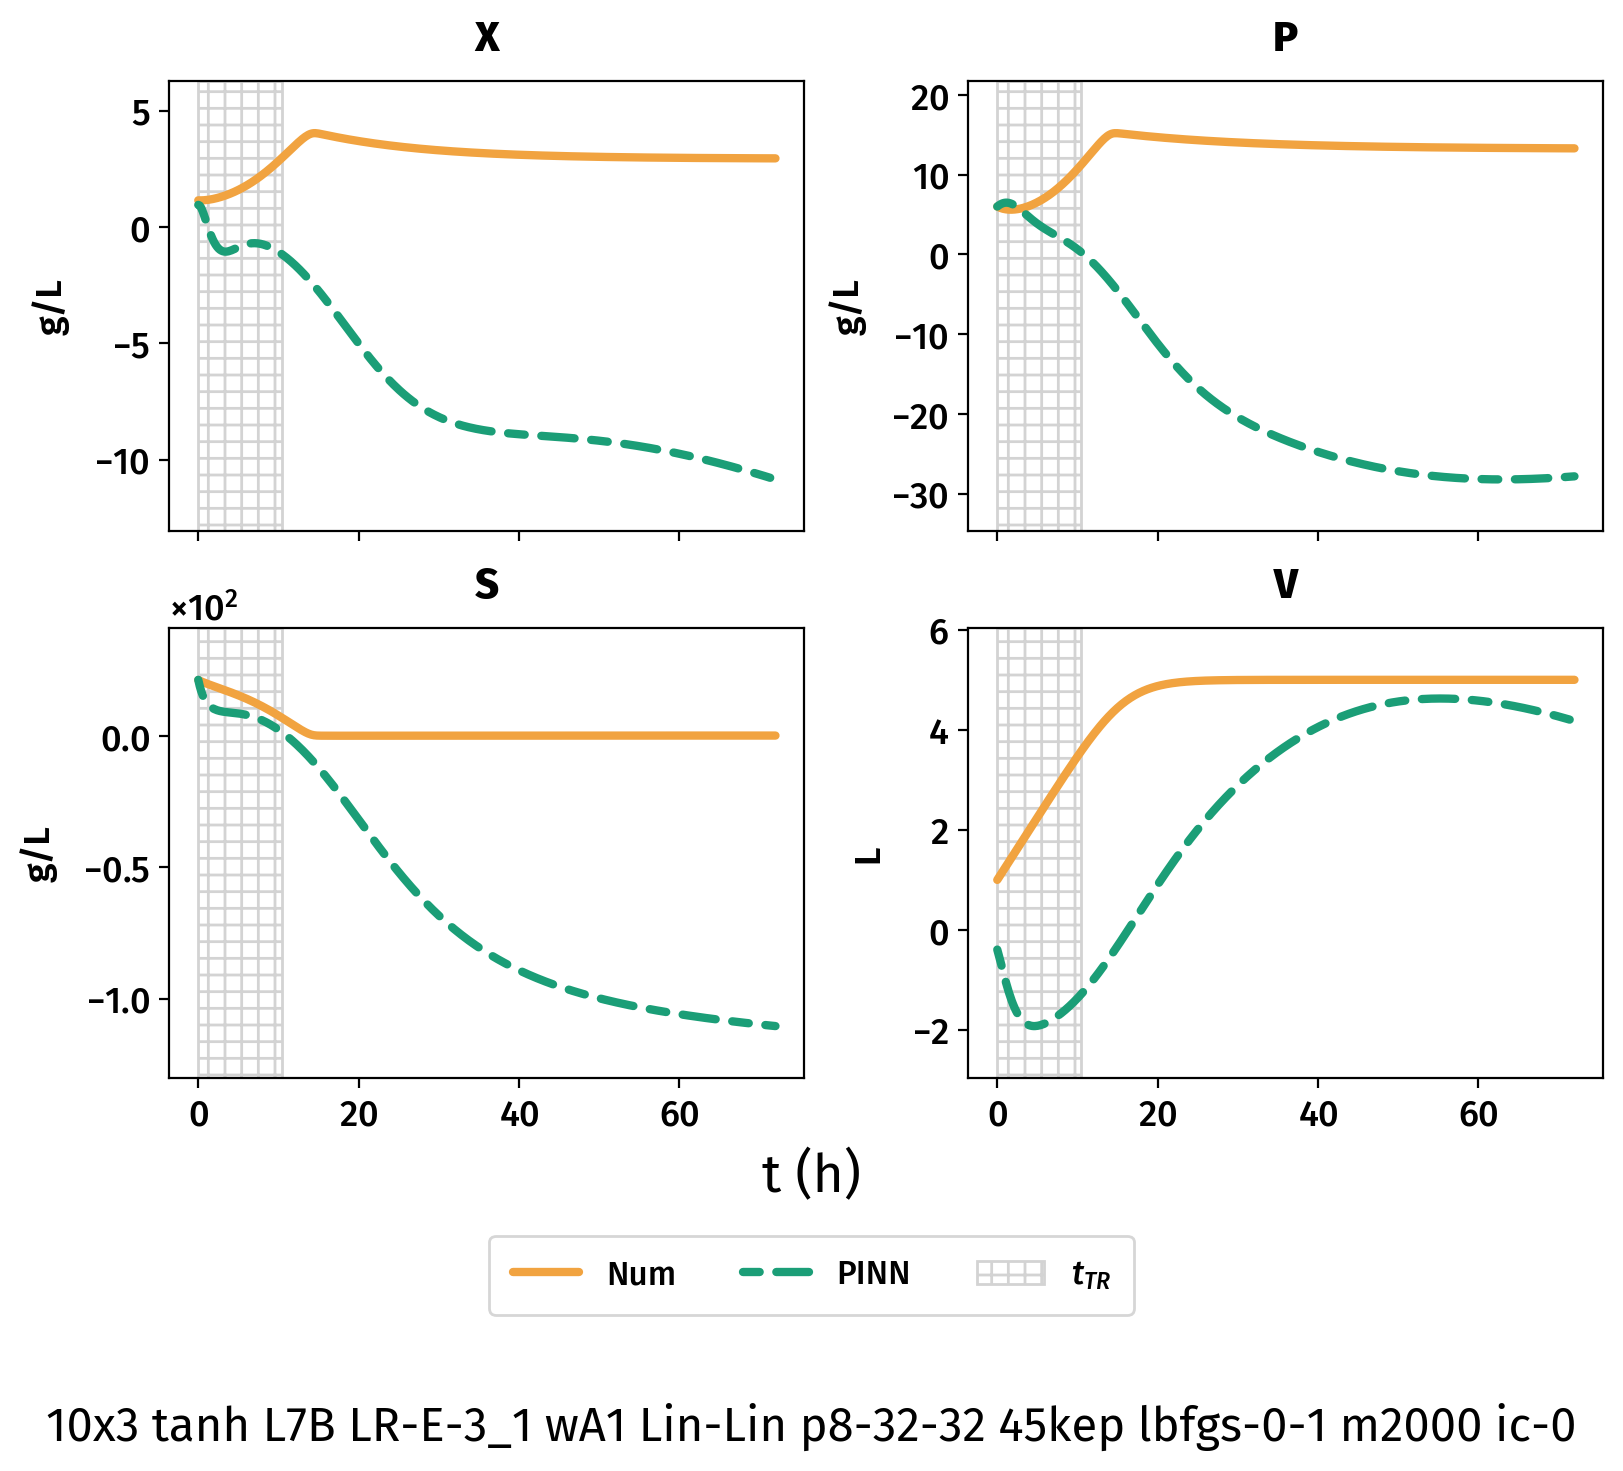 X
5
0
−5
−10
g/L
P
20
10
0
−10
−20
−30
g/L
S
×10²
0.0
−0.5
−1.0
g/L
0 20 40 60
V
6
4
2
0
−2
L
0 20 40 60
t (h)
Num PINN t_TR
10x3 tanh L7B LR-E-3_1 wA1 Lin-Lin p8-32-32 45kep lbfgs-0-1 m2000 ic-0